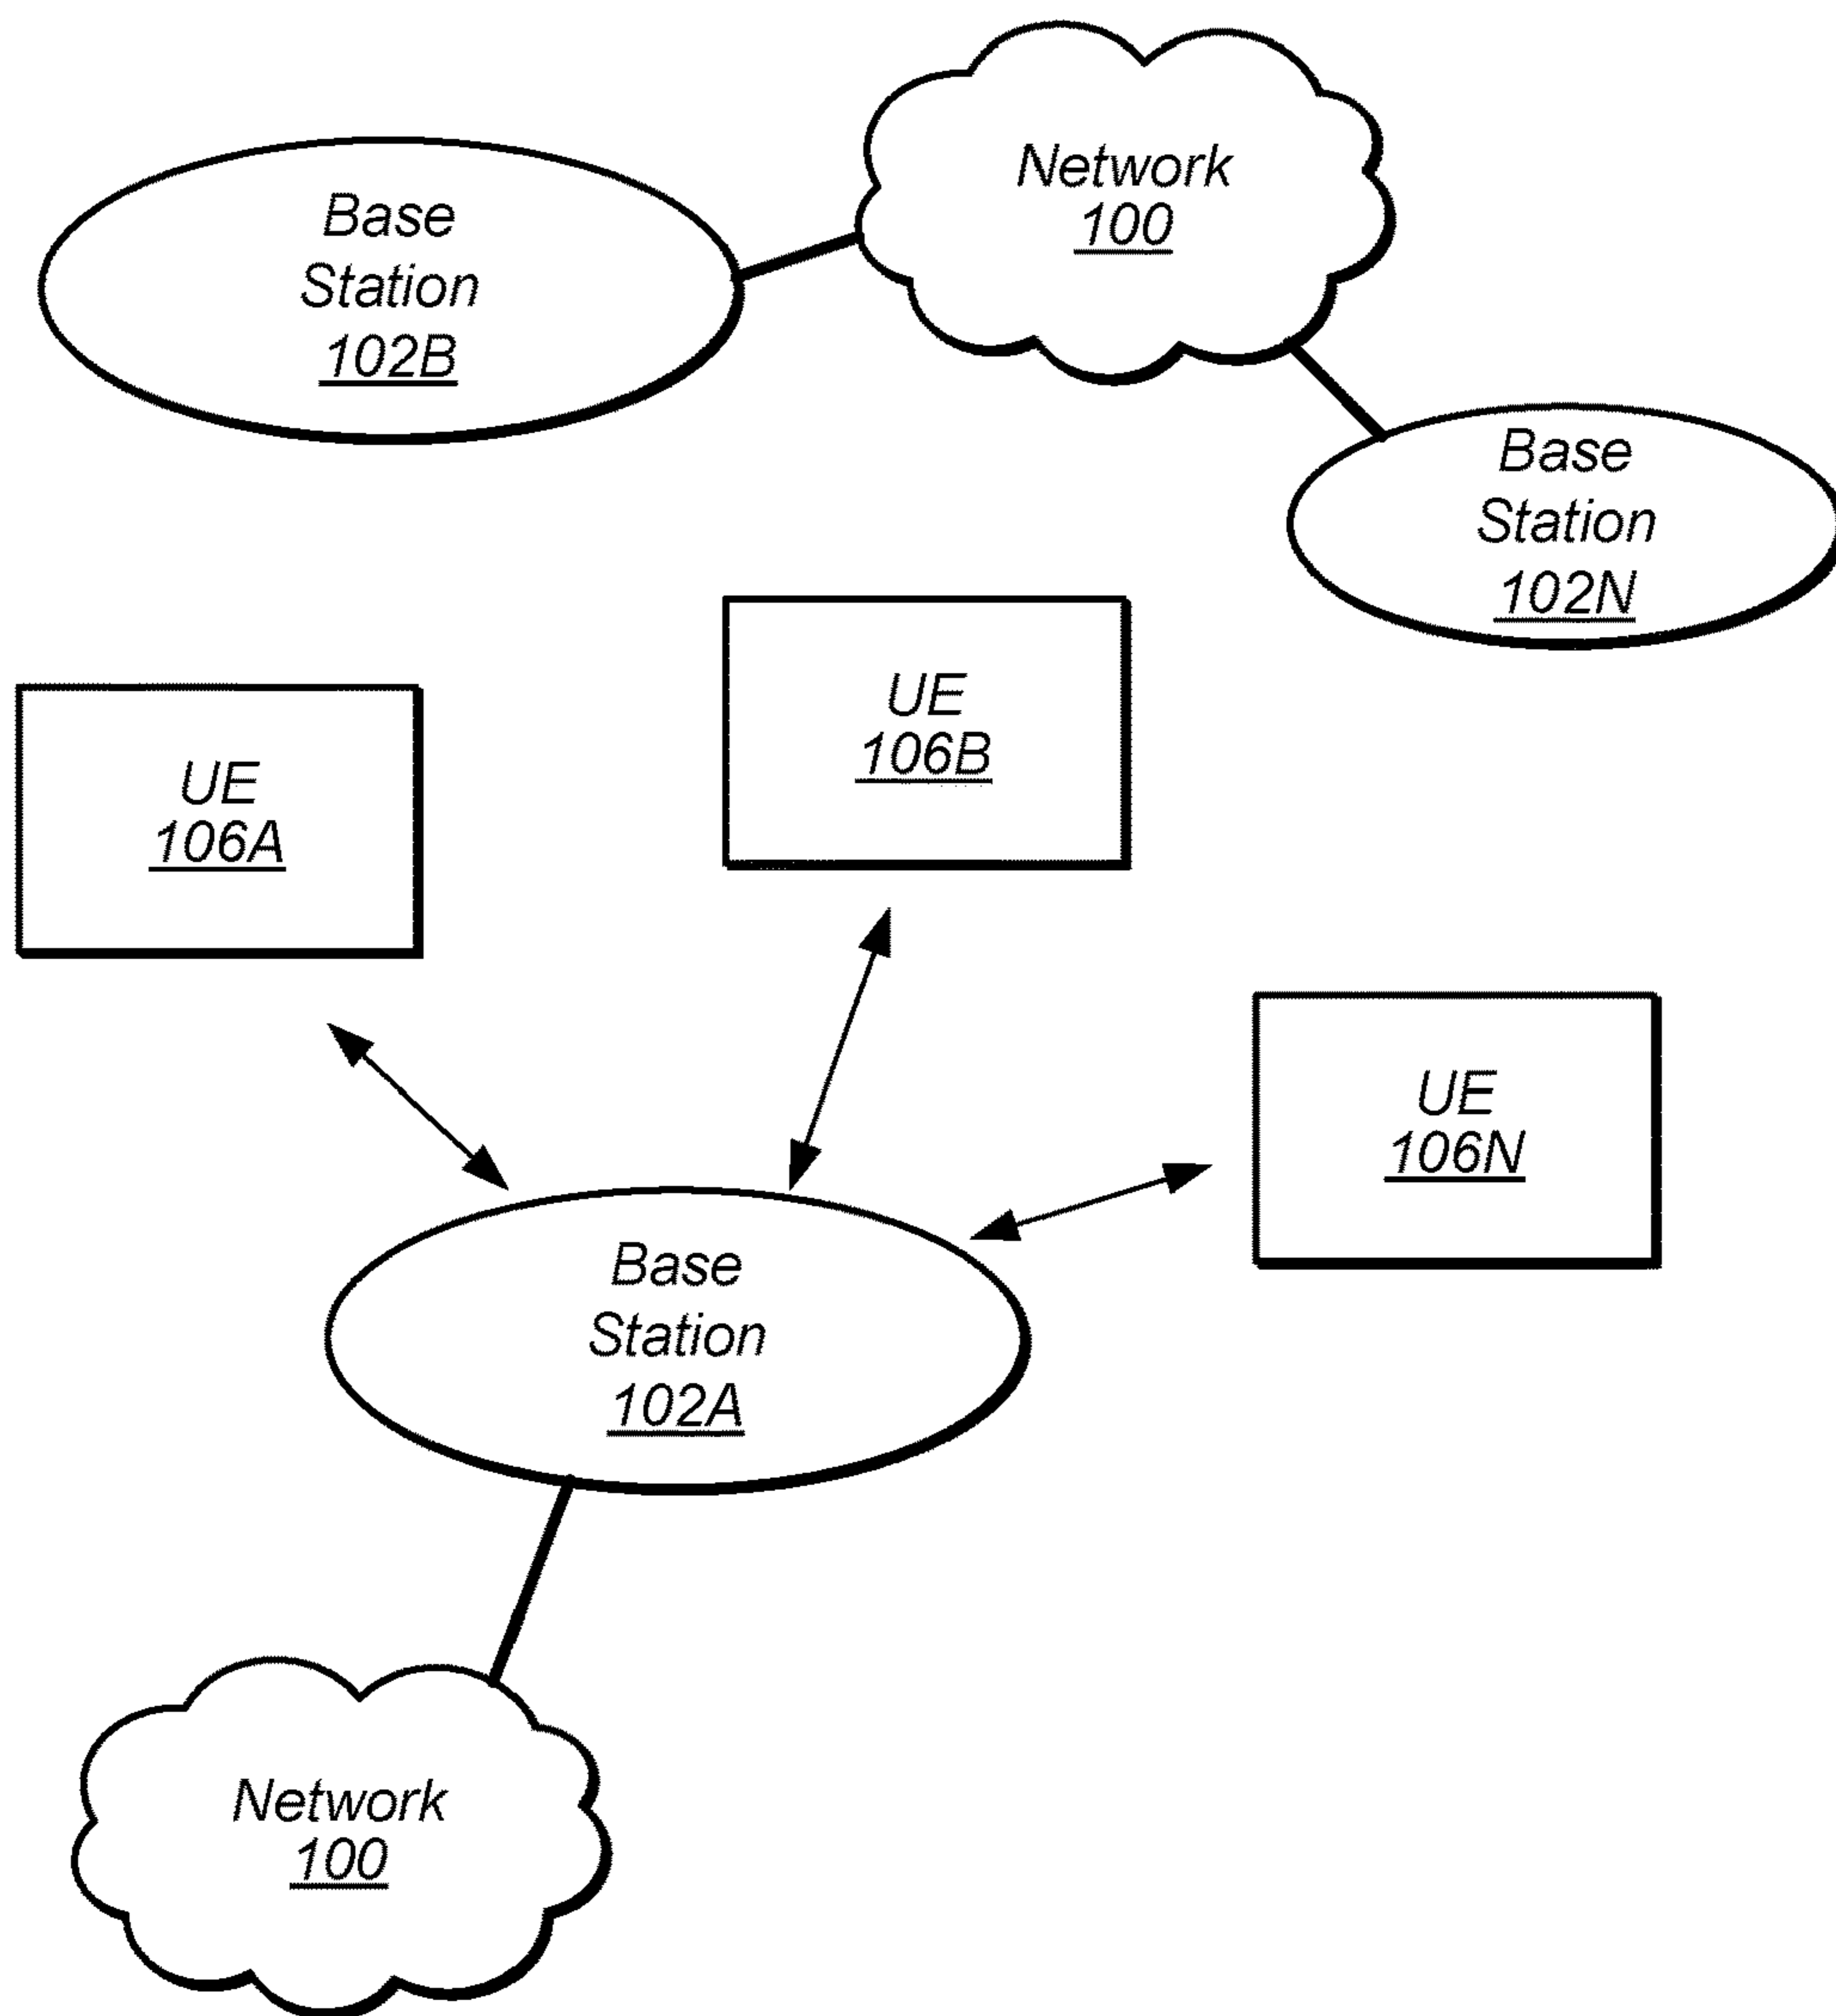 Network
100
Base
Station
102B
Base
Station
102N
UE
106B
UE
106A
UE
106N
Base
Station
102A
Network
100